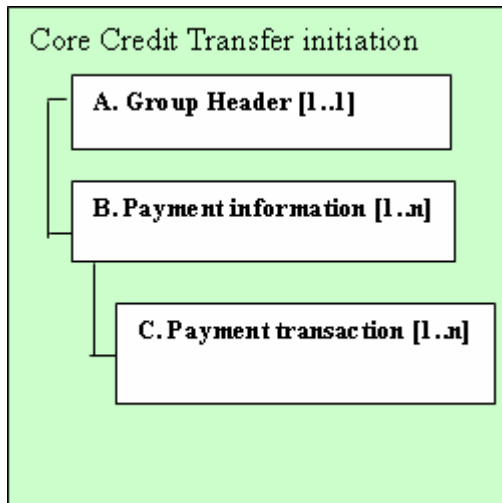 Core Credit Transfer initiation
A. Group Header [1..1]
B. Payment information [1..n]
C. Payment transaction [1..n]